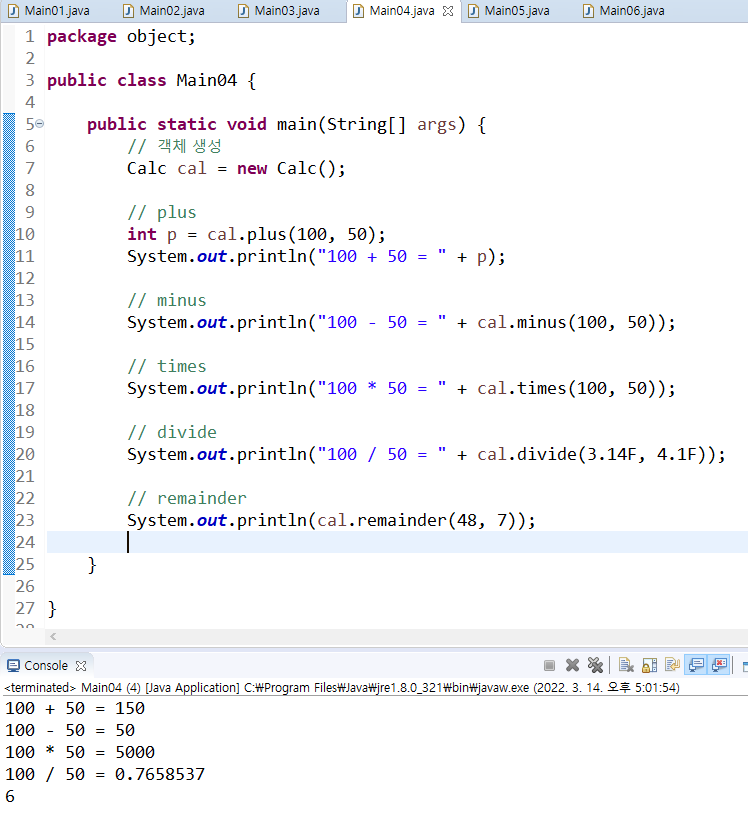 Main01.java Main02.java Main03.java Main04.java Main05.java Main06.java
1 package object;
2
3 public class Main04 {
4
5 public static void main(String[] args) {
6 // 객체 생성
7 Calc cal = new Calc();
8
9 // plus
10 int p = cal.plus(100, 50);
11 System.out.println("100 + 50 = " + p);
12
13 // minus
14 System.out.println("100 - 50 = " + cal.minus(100, 50));
15
16 // times
17 System.out.println("100 * 50 = " + cal.times(100, 50));
18
19 // divide
20 System.out.println("100 / 50 = " + cal.divide(3.14F, 4.1F));
21
22 // remainder
23 System.out.println(cal.remainder(48, 7));
24
25 }
26
27 }
28
Console
<terminated> Main04 (4) [Java Application] C:₩Program Files₩Java₩jre1.8.0_321₩bin₩javaw.exe (2022. 3. 14. 오후 5:01:54)
100 + 50 = 150
100 - 50 = 50
100 * 50 = 5000
100 / 50 = 0.7658537
6